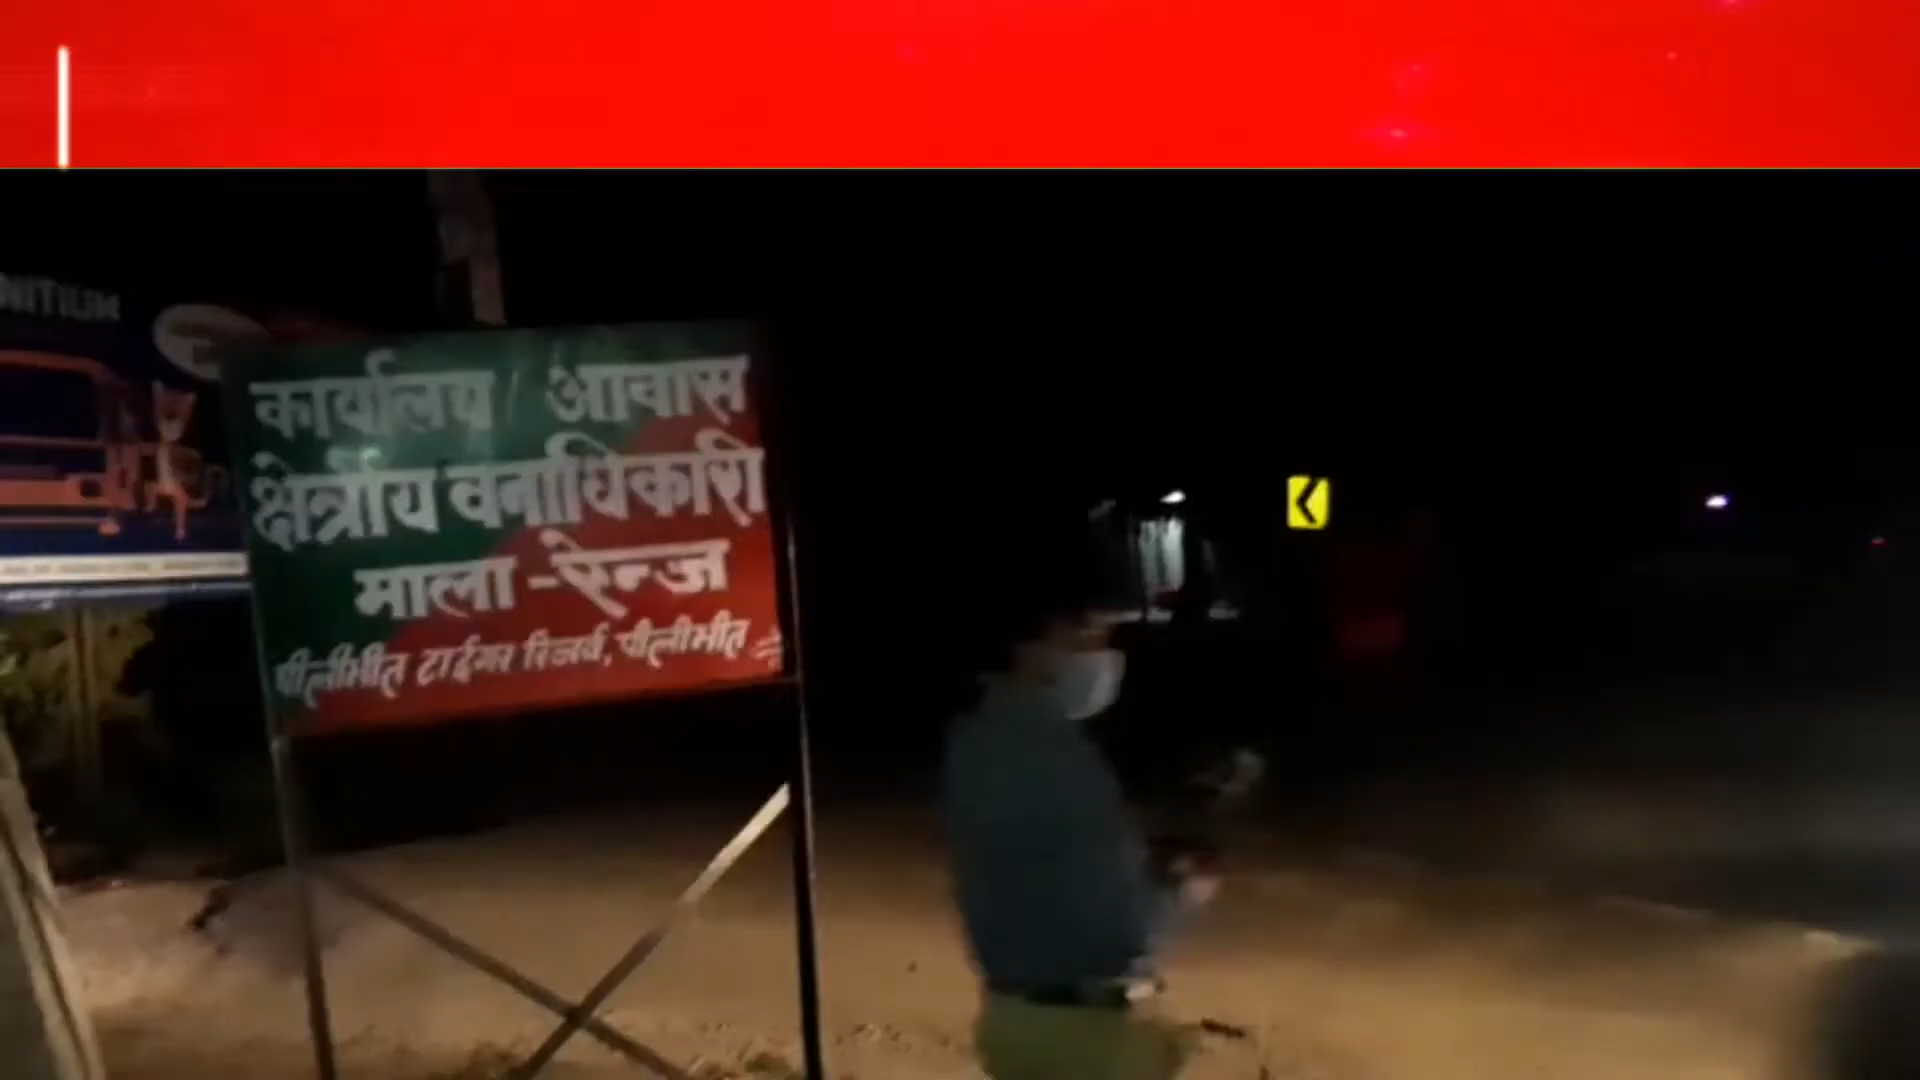 कार्यालय / आवास
क्षेत्रीय वनाधिकारी
माला - रेन्ज
पीलीभीत टाईगर रिजर्व, पीलीभीत